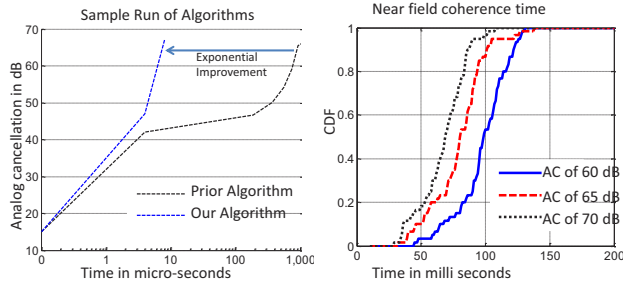 Sample Run of Algorithms
Analog cancellation in dB
70
60
50
40
30
20
10
Exponential
Improvement
Prior Algorithm
Our Algorithm
0
1
10
100
1,000
Time in micro-seconds
Near field coherence time
CDF
1
0.8
0.6
0.4
0.2
0
AC of 60 dB
AC of 65 dB
AC of 70 dB
0
50
100
150
200
Time in milli seconds